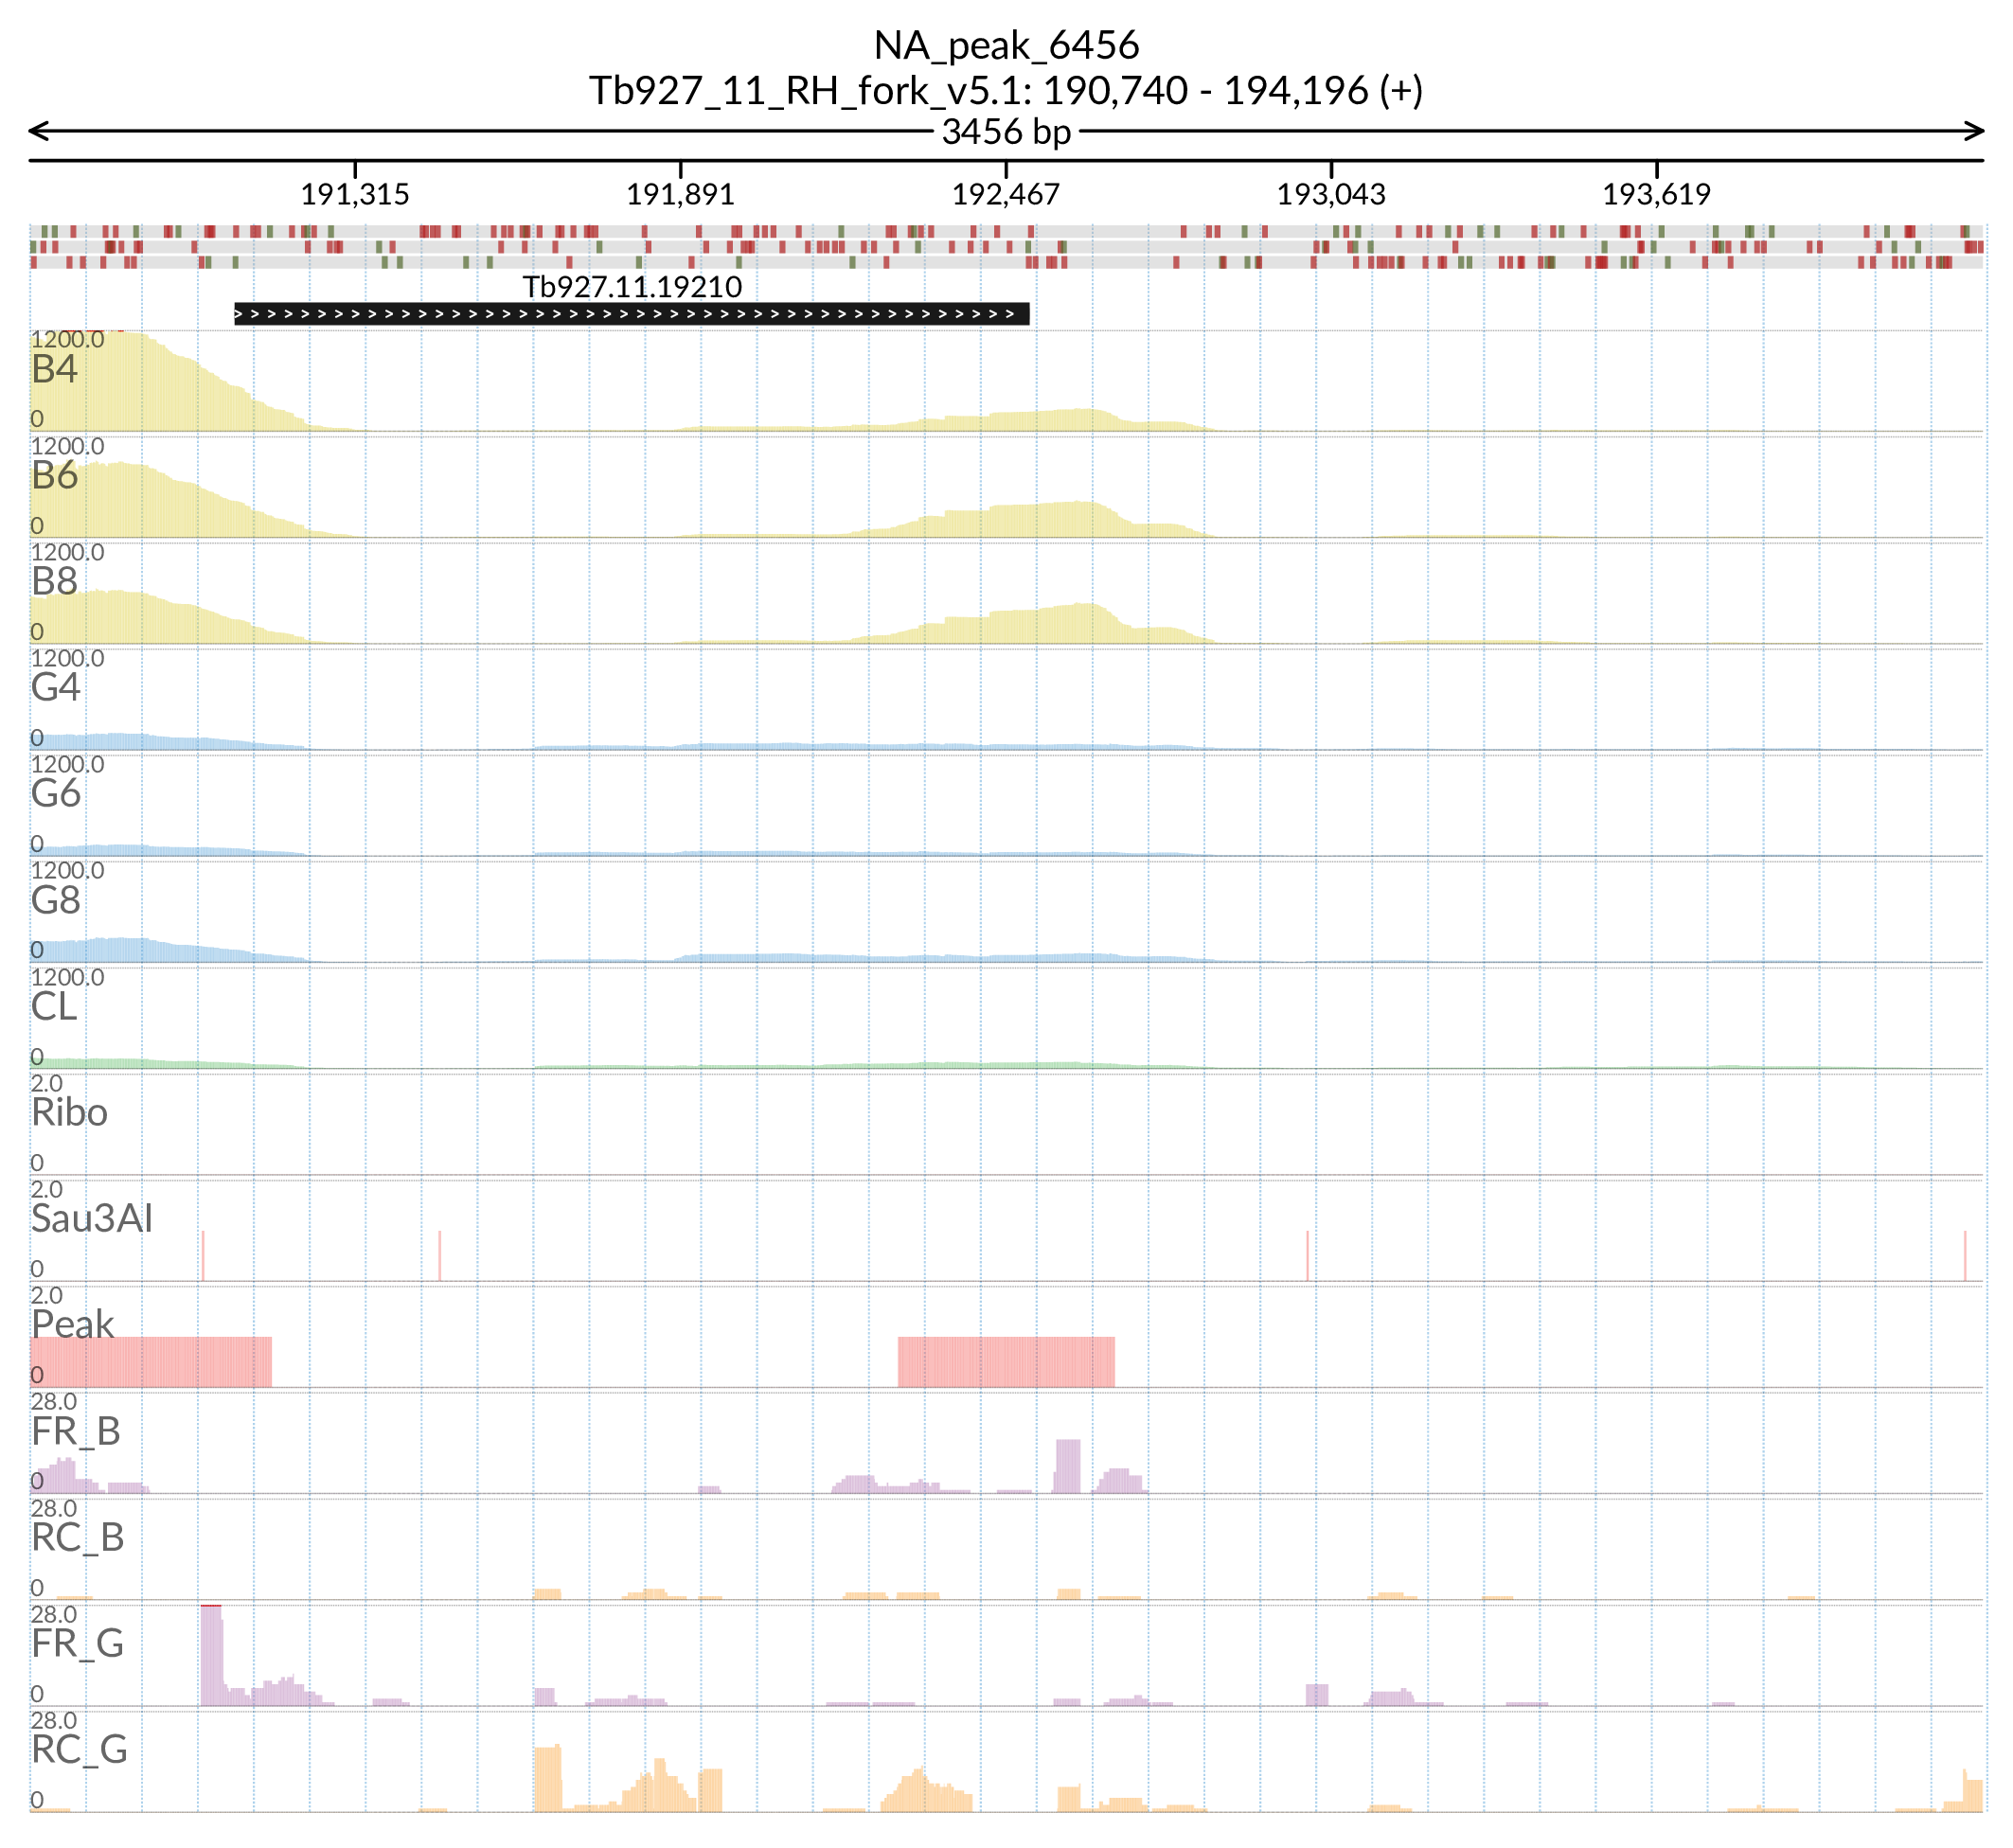 NA_peak_6456
Tb927_11_RH_fork_v5.1: 190,740 - 194,196 (+)
3456 bp
191,315 191,891 192,467 193,043 193,619
Tb927.11.19210
1200.0
B4
0
1200.0
B6
0
1200.0
B8
0
1200.0
G4
0
1200.0
G6
0
1200.0
G8
0
1200.0
CL
0
2.0
Ribo
0
2.0
Sau3AI
0
2.0
Peak
0
28.0
FR_B
0
28.0
RC_B
0
28.0
FR_G
0
28.0
RC_G
0